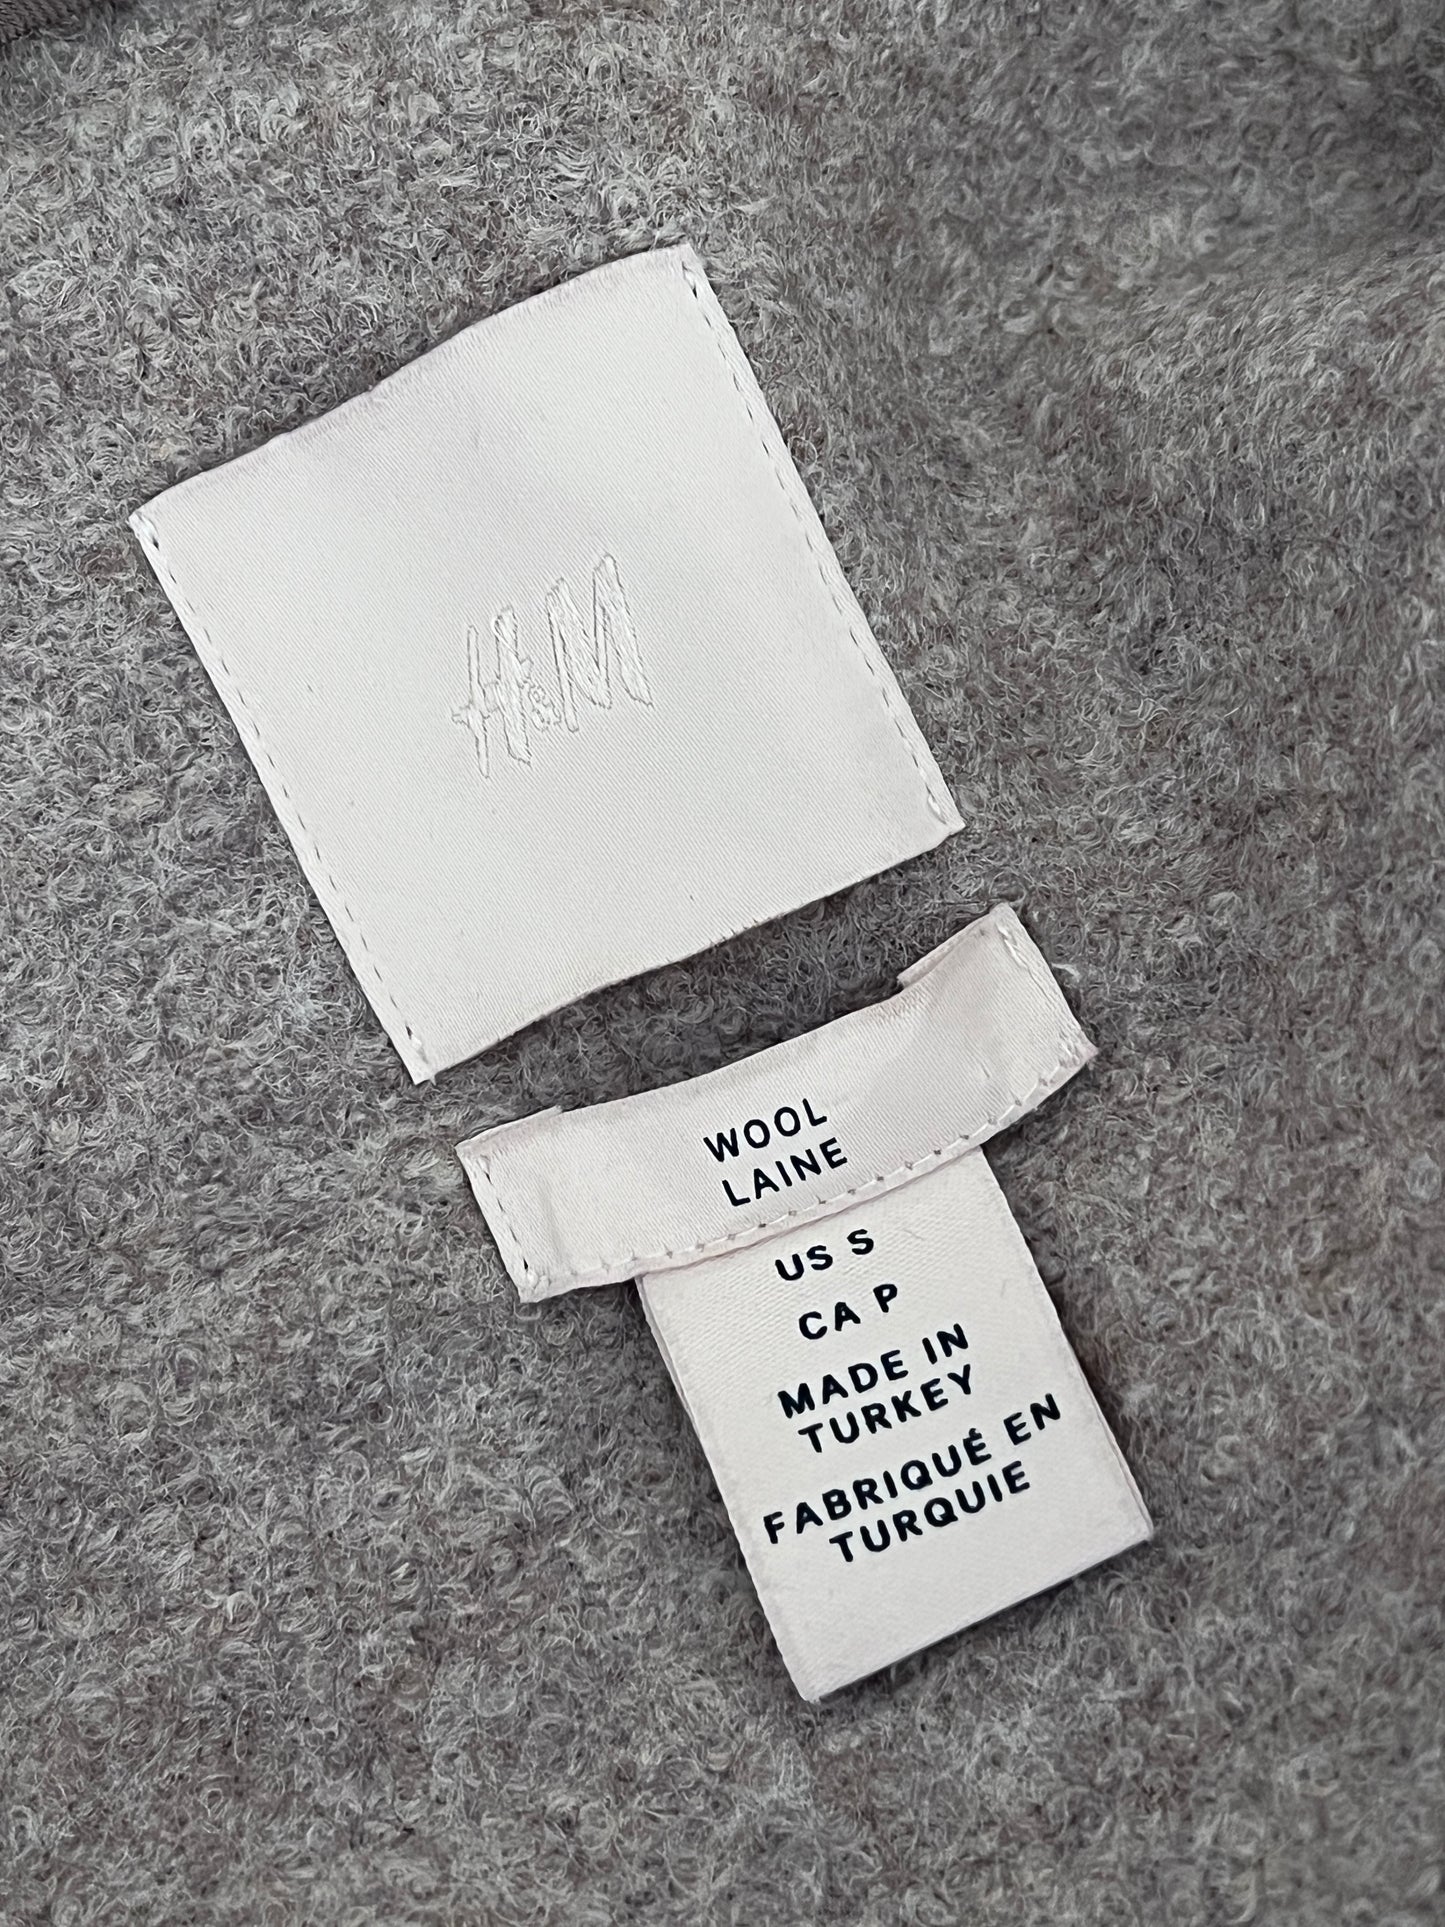 H&M
WOOL
LAINE
US S
CA P
MADE IN
TURKEY
FABRIQUÉ EN
TURQUIE